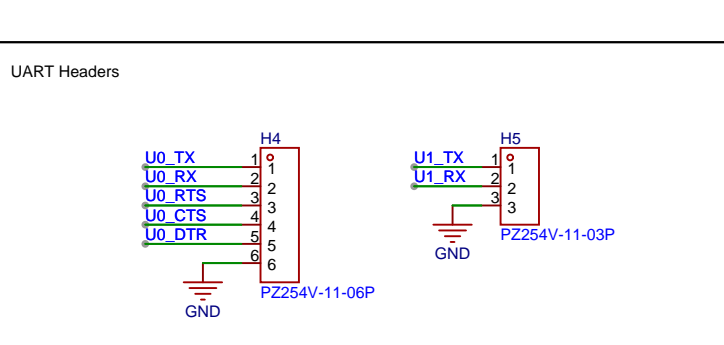 UART Headers
H4
U0_TX 1 1
U0_RX 2 2
U0_RTS 3 3
U0_CTS 4 4
U0_DTR 5 5
6 6
PZ254V-11-06P
GND
H5
U1_TX 1 1
U1_RX 2 2
3 3
PZ254V-11-03P
GND